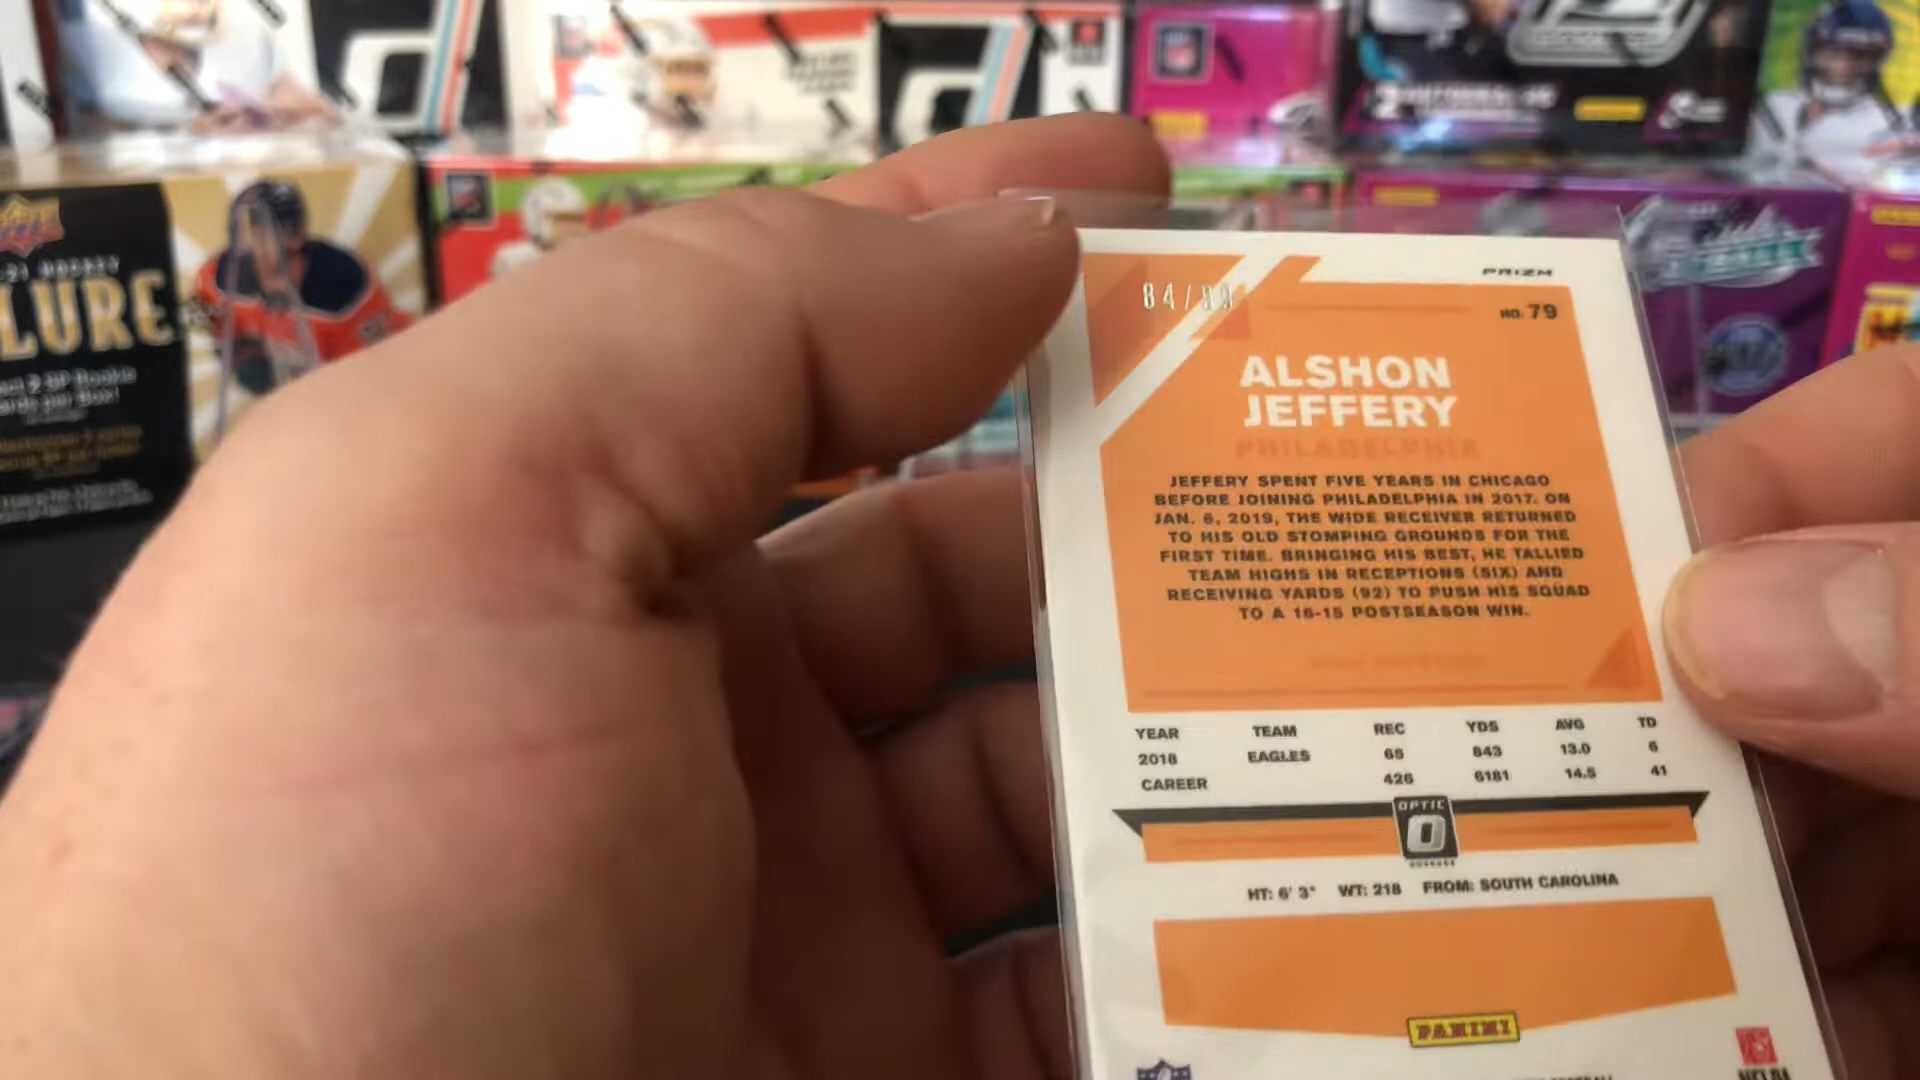 LURE
PRIZM
84/99
NO. 79
ALSHON
JEFFERY
PHILADELPHIA
JEFFERY SPENT FIVE YEARS IN CHICAGO
BEFORE JOINING PHILADELPHIA IN 2017. ON
JAN. 6, 2019, THE WIDE RECEIVER RETURNED
TO HIS OLD STOMPING GROUNDS FOR THE
FIRST TIME. BRINGING HIS BEST, HE TALLIED
TEAM HIGHS IN RECEPTIONS (SIX) AND
RECEIVING YARDS (92) TO PUSH HIS SQUAD
TO A 16-15 POSTSEASON WIN.
YEAR TEAM REC YDS AVG TD
2018 EAGLES 65 843 13.0 6
CAREER 426 6181 14.5 41
OPTIC
HT: 6' 3" WT: 218 FROM: SOUTH CAROLINA
PANINI